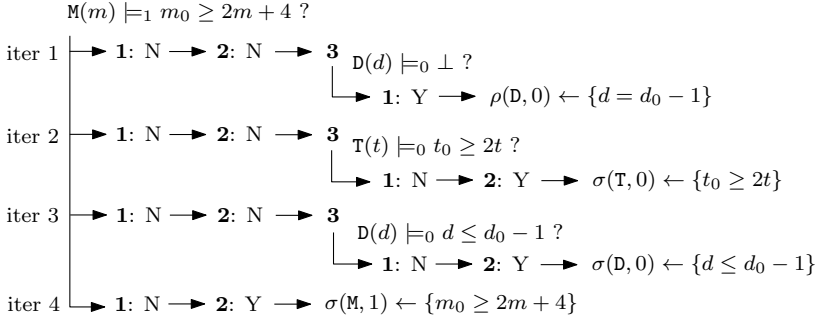 M(m) ⊨₁ m₀ ≥ 2m + 4 ?
iter 1 1: N 2: N 3
D(d) ⊨₀ ⊥ ?
1: Y ρ(D, 0) ← {d = d₀ − 1}
iter 2 1: N 2: N 3
T(t) ⊨₀ t₀ ≥ 2t ?
1: N 2: Y σ(T, 0) ← {t₀ ≥ 2t}
iter 3 1: N 2: N 3
D(d) ⊨₀ d ≤ d₀ − 1 ?
1: N 2: Y σ(D, 0) ← {d ≤ d₀ − 1}
iter 4 1: N 2: Y σ(M, 1) ← {m₀ ≥ 2m + 4}